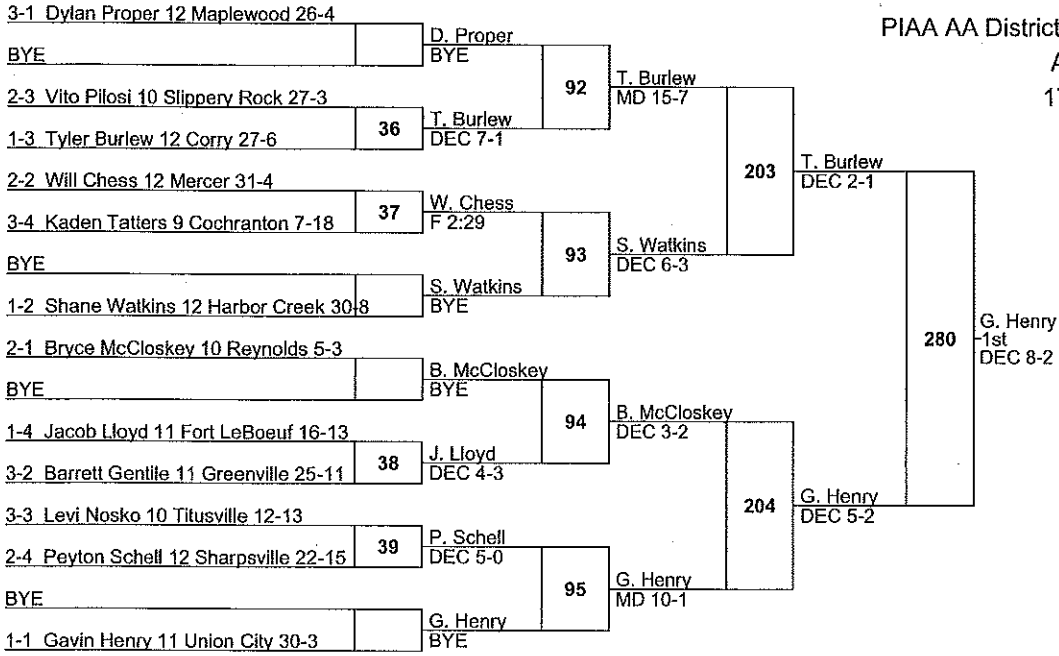 3-1 Dylan Proper 12 Maplewood 26-4
PIAA AA District
A
17
D. Proper
BYE
BYE
92
T. Burlew
MD 15-7
2-3 Vito Pilosi 10 Slippery Rock 27-3
36
T. Burlew
DEC 7-1
1-3 Tyler Burlew 12 Corry 27-6
203
T. Burlew
DEC 2-1
2-2 Will Chess 12 Mercer 31-4
37
W. Chess
F 2:29
3-4 Kaden Tatters 9 Cochranton 7-18
93
S. Watkins
DEC 6-3
BYE
S. Watkins
BYE
1-2 Shane Watkins 12 Harbor Creek 30-8
280
G. Henry
1st
DEC 8-2
2-1 Bryce McCloskey 10 Reynolds 5-3
B. McCloskey
BYE
BYE
94
B. McCloskey
DEC 3-2
1-4 Jacob Lloyd 11 Fort LeBoeuf 16-13
38
J. Lloyd
DEC 4-3
3-2 Barrett Gentile 11 Greenville 25-11
204
G. Henry
DEC 5-2
3-3 Levi Nosko 10 Titusville 12-13
39
P. Schell
DEC 5-0
2-4 Peyton Schell 12 Sharpsville 22-15
95
G. Henry
MD 10-1
BYE
G. Henry
BYE
1-1 Gavin Henry 11 Union City 30-3